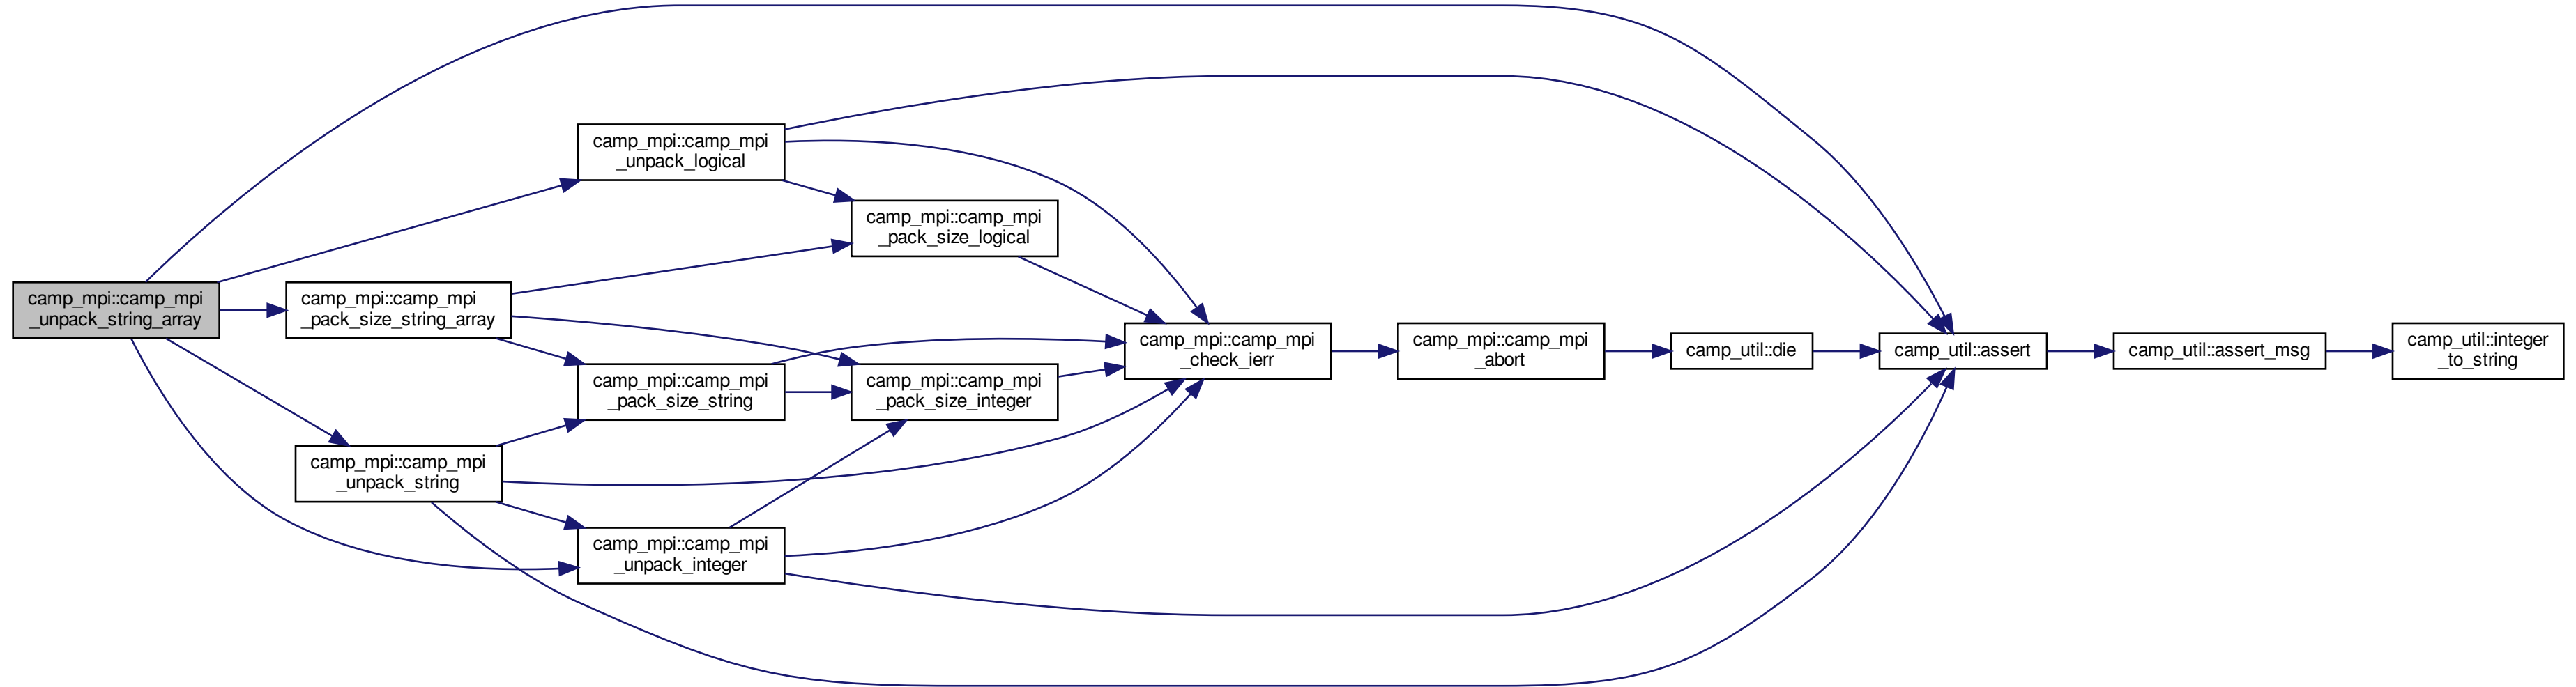 camp_mpi::camp_mpi
_unpack_string_array
camp_mpi::camp_mpi
_unpack_logical
camp_mpi::camp_mpi
_pack_size_logical
camp_mpi::camp_mpi
_pack_size_string_array
camp_mpi::camp_mpi
_pack_size_string
camp_mpi::camp_mpi
_pack_size_integer
camp_mpi::camp_mpi
_unpack_string
camp_mpi::camp_mpi
_unpack_integer
camp_mpi::camp_mpi
_check_ierr
camp_mpi::camp_mpi
_abort
camp_util::die
camp_util::assert
camp_util::assert_msg
camp_util::integer
_to_string